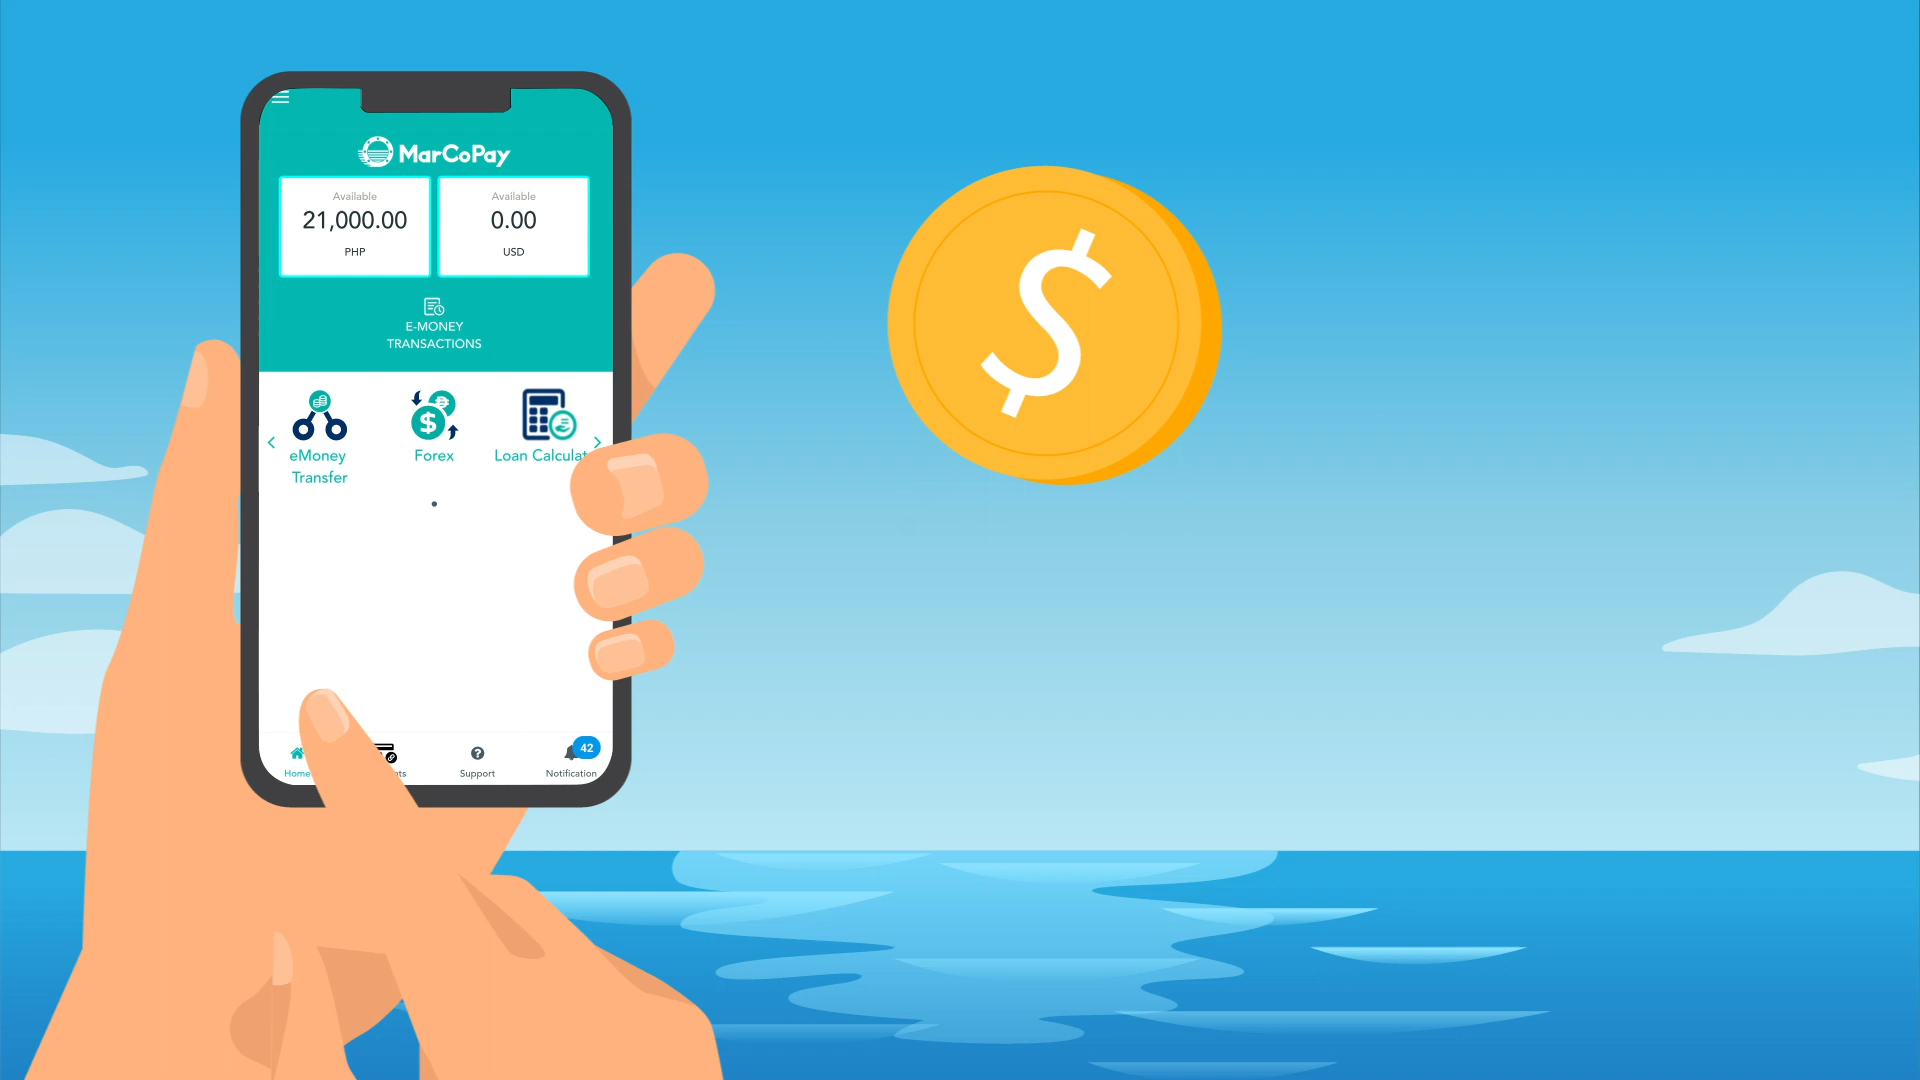 MarCoPay
Available
21,000.00
PHP
Available
0.00
USD
E-MONEY
TRANSACTIONS
eMoney
Transfer
Forex
Loan Calculat
$
Home
Support
Notification
42